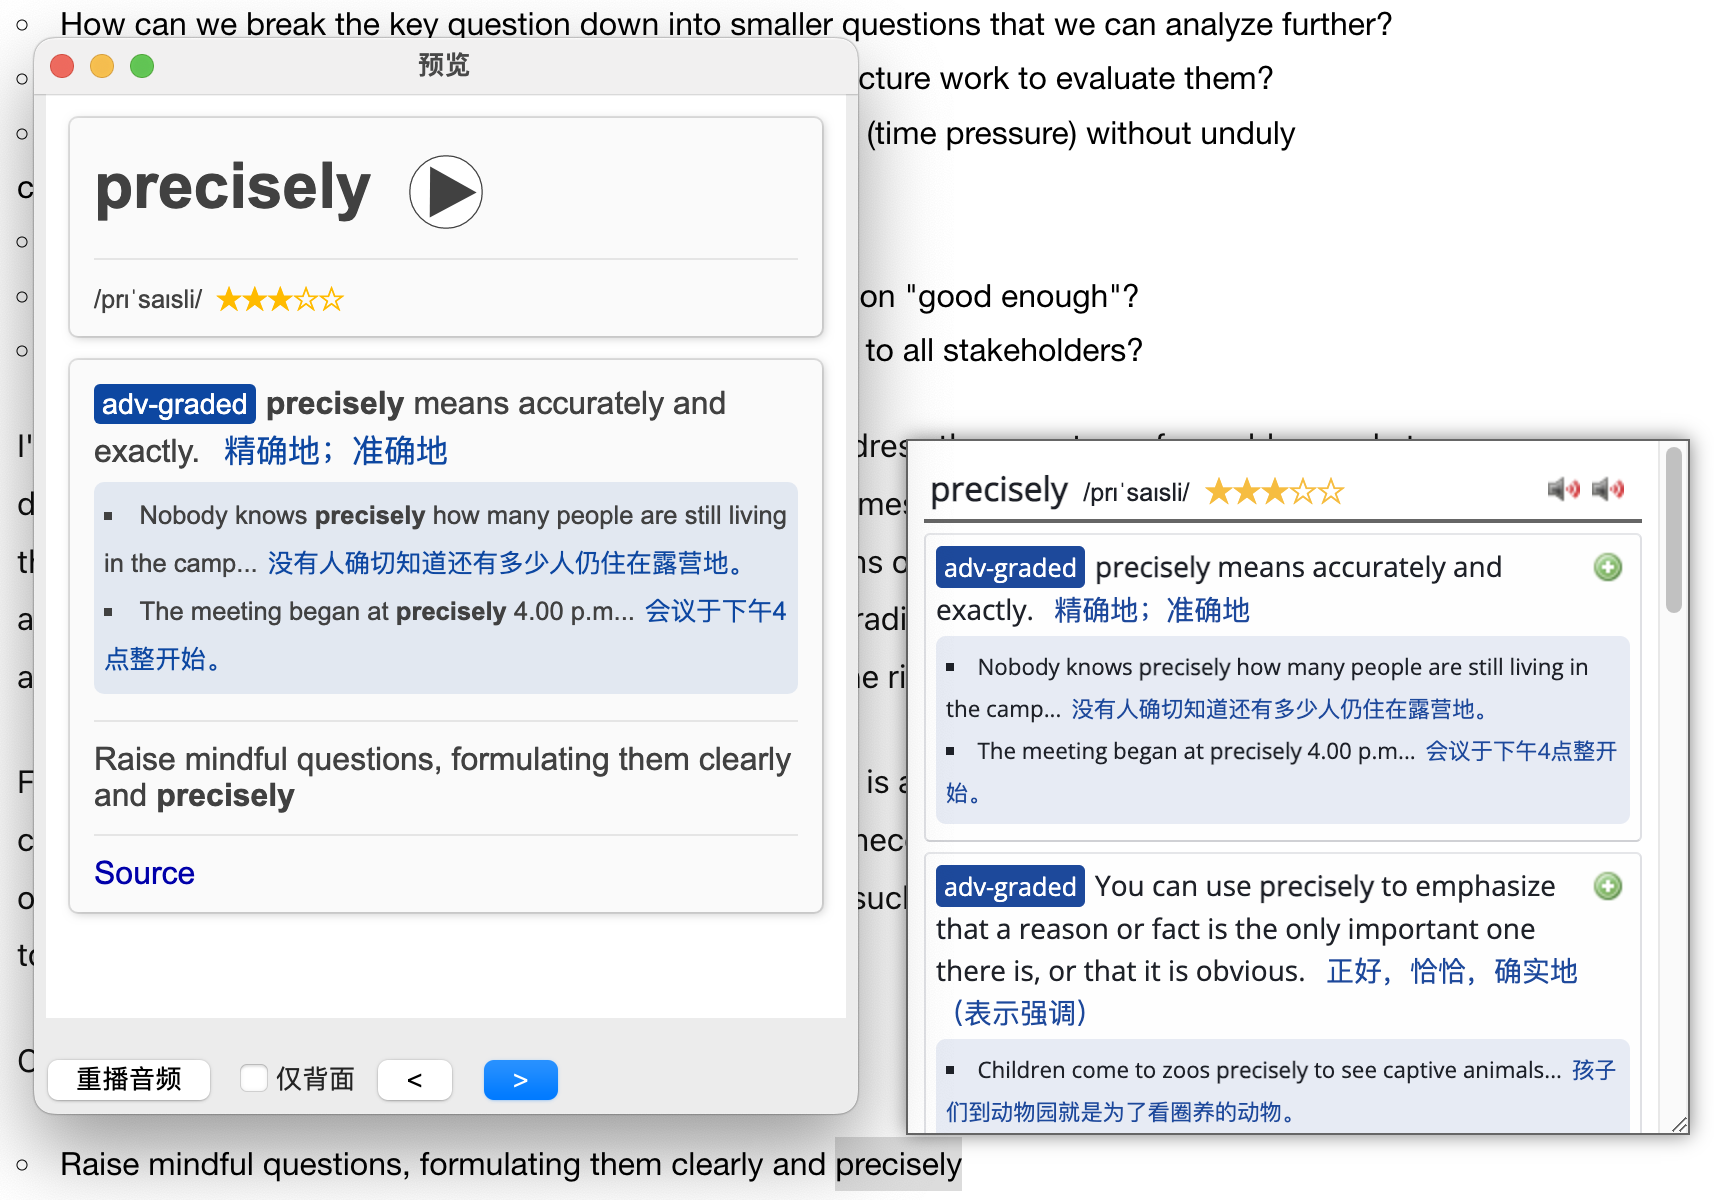 How can we break the key question down into smaller questions that we can analyze further?
cture work to evaluate them?
(time pressure) without unduly
c
on "good enough"?
to all stakeholders?
I'
d
a
a
F
c
o
C
预览
precisely
/prɪˈsaɪsli/ ★★★☆☆
adv-graded precisely means accurately and
exactly. 精确地；准确地
▪ Nobody knows precisely how many people are still living
in the camp... 没有人确切知道还有多少人仍住在露营地。
▪ The meeting began at precisely 4.00 p.m... 会议于下午4
点整开始。
Raise mindful questions, formulating them clearly
and precisely
Source
重播音频 仅背面 < >
is a
precisely /prɪˈsaɪsli/ ★★★☆☆
adv-graded precisely means accurately and
exactly. 精确地；准确地
▪ Nobody knows precisely how many people are still living in
the camp... 没有人确切知道还有多少人仍住在露营地。
▪ The meeting began at precisely 4.00 p.m... 会议于下午4点整开
始。
adv-graded You can use precisely to emphasize
that a reason or fact is the only important one
there is, or that it is obvious. 正好，恰恰，确实地
（表示强调）
▪ Children come to zoos precisely to see captive animals... 孩子
们到动物园就是为了看圈养的动物。
Raise mindful questions, formulating them clearly and precisely